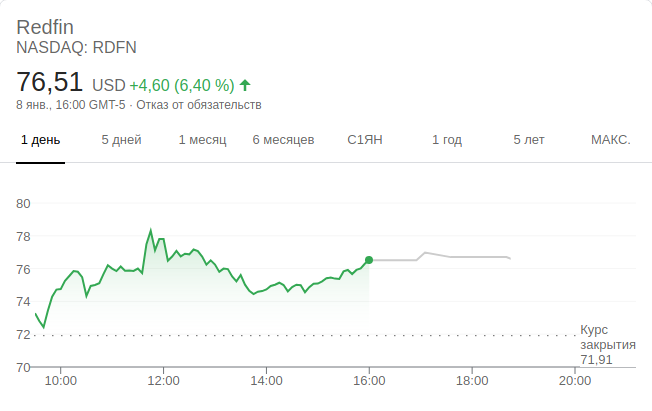 Redfin
NASDAQ: RDFN
76,51 USD +4,60 (6,40 %)
8 янв., 16:00 GMT-5 · Отказ от обязательств
1 день 5 дней 1 месяц 6 месяцев С1ЯН 1 год 5 лет МАКС.
80
78
76
74
72
70
Курс
закрытия
71,91
10:00 12:00 14:00 16:00 18:00 20:00